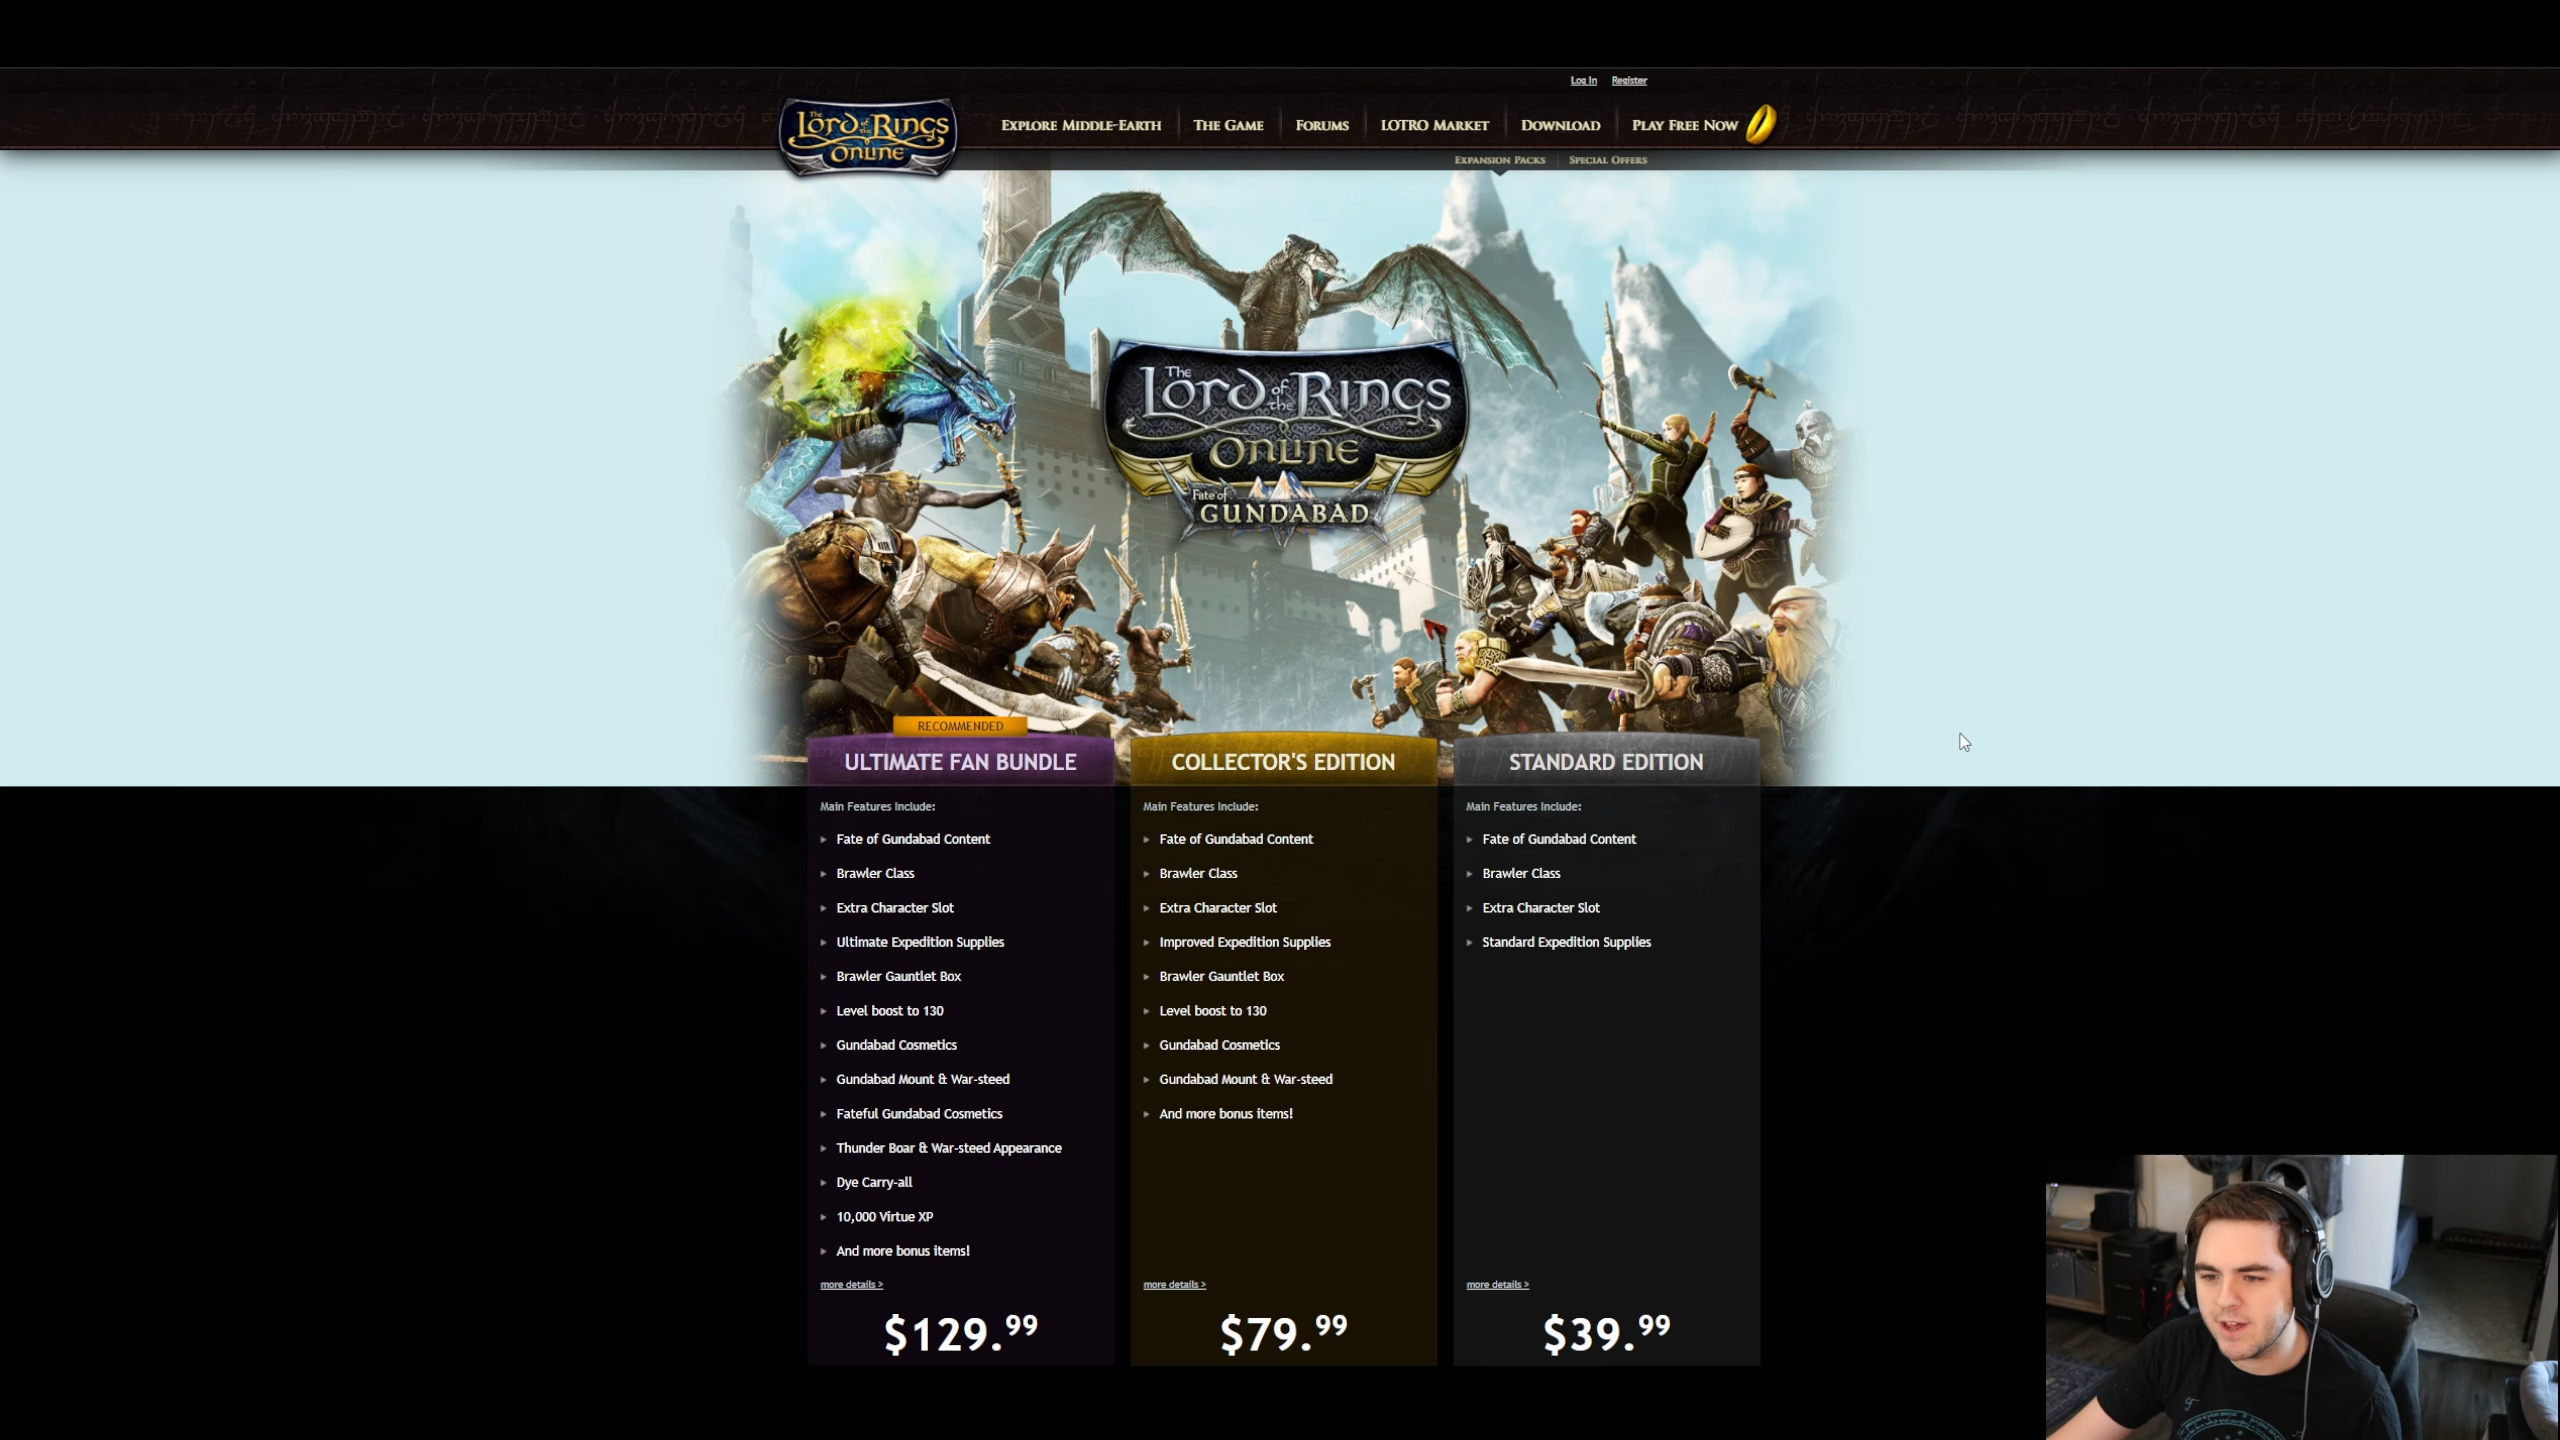 Log In Register
The Lord of the Rings Online
Explore Middle-Earth The Game Forums LOTRO Market Download Play Free Now
Expansion Packs Special Offers
The Lord of the Rings Online
Fate of
GUNDABAD
RECOMMENDED
ULTIMATE FAN BUNDLE
Main Features Include:
Fate of Gundabad Content
Brawler Class
Extra Character Slot
Ultimate Expedition Supplies
Brawler Gauntlet Box
Level boost to 130
Gundabad Cosmetics
Gundabad Mount & War-steed
Fateful Gundabad Cosmetics
Thunder Boar & War-steed Appearance
Dye Carry-all
10,000 Virtue XP
And more bonus items!
more details >
$129.99
COLLECTOR'S EDITION
Main Features Include:
Fate of Gundabad Content
Brawler Class
Extra Character Slot
Improved Expedition Supplies
Brawler Gauntlet Box
Level boost to 130
Gundabad Cosmetics
Gundabad Mount & War-steed
And more bonus items!
more details >
$79.99
STANDARD EDITION
Main Features Include:
Fate of Gundabad Content
Brawler Class
Extra Character Slot
Standard Expedition Supplies
more details >
$39.99